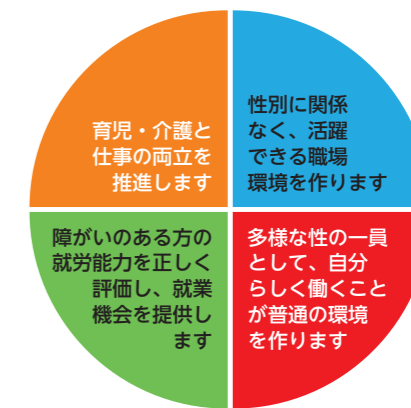 育児・介護と
仕事の両立を
推進します
性別に関係
なく、活躍
できる職場
環境を作ります
障がいのある方の
就労能力を正しく
評価し、就業
機会を提供し
ます
多様な性の一員
として、自分
らしく働くこと
が普通の環境
を作ります